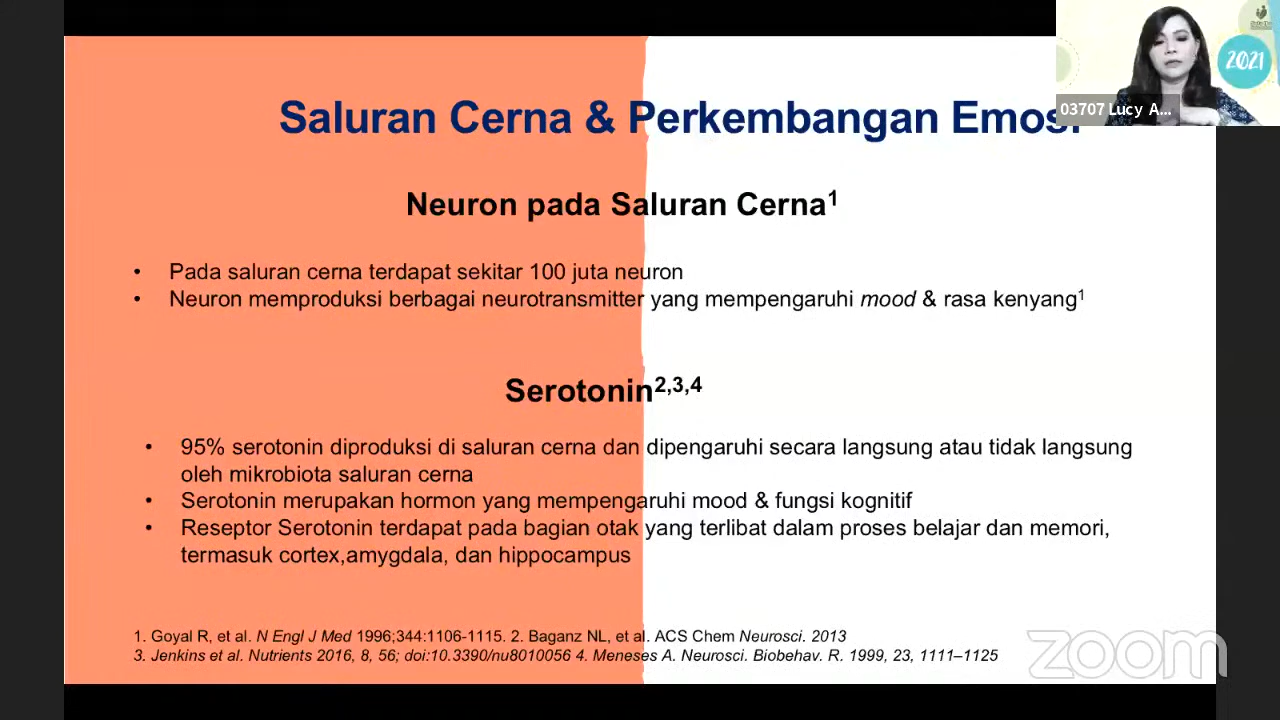 2021
03707 Lucy A...
Saluran Cerna & Perkembangan Emosi
Neuron pada Saluran Cerna1
• Pada saluran cerna terdapat sekitar 100 juta neuron
• Neuron memproduksi berbagai neurotransmitter yang mempengaruhi mood & rasa kenyang1
Serotonin2,3,4
• 95% serotonin diproduksi di saluran cerna dan dipengaruhi secara langsung atau tidak langsung
oleh mikrobiota saluran cerna
• Serotonin merupakan hormon yang mempengaruhi mood & fungsi kognitif
• Reseptor Serotonin terdapat pada bagian otak yang terlibat dalam proses belajar dan memori,
termasuk cortex,amygdala, dan hippocampus
1. Goyal R, et al. N Engl J Med 1996;344:1106-1115. 2. Baganz NL, et al. ACS Chem Neurosci. 2013
3. Jenkins et al. Nutrients 2016, 8, 56; doi:10.3390/nu8010056 4. Meneses A. Neurosci. Biobehav. R. 1999, 23, 1111–1125
zoom